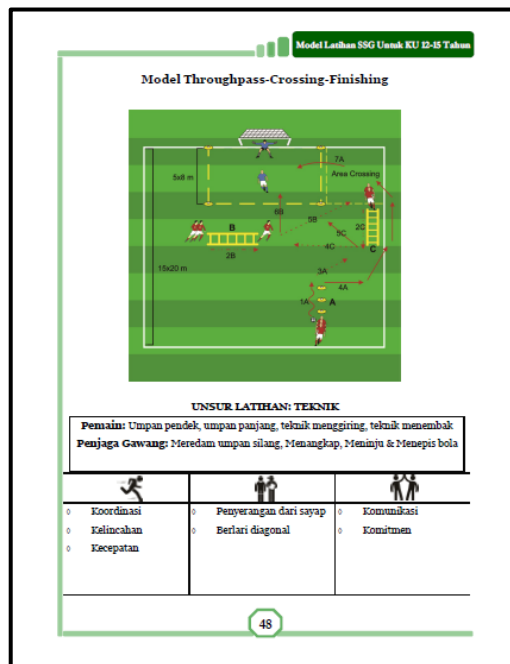 Model Latihan SSG Untuk KU 12-15 Tahun
Model Throughpass-Crossing-Finishing
7A
5x8 m
Area Crossing
6B
5B
2C
B
5C
4C
C
2B
3A
15x20 m
4A
1A
A
UNSUR LATIHAN: TEKNIK
Pemain: Umpan pendek, umpan panjang, teknik menggiring, teknik menembak
Penjaga Gawang: Meredam umpan silang, Menangkap, Meninju & Menepis bola
◊ Koordinasi
◊ Kelincahan
◊ Kecepatan
◊ Penyerangan dari sayap
◊ Berlari diagonal
◊ Komunikasi
◊ Komitmen
48